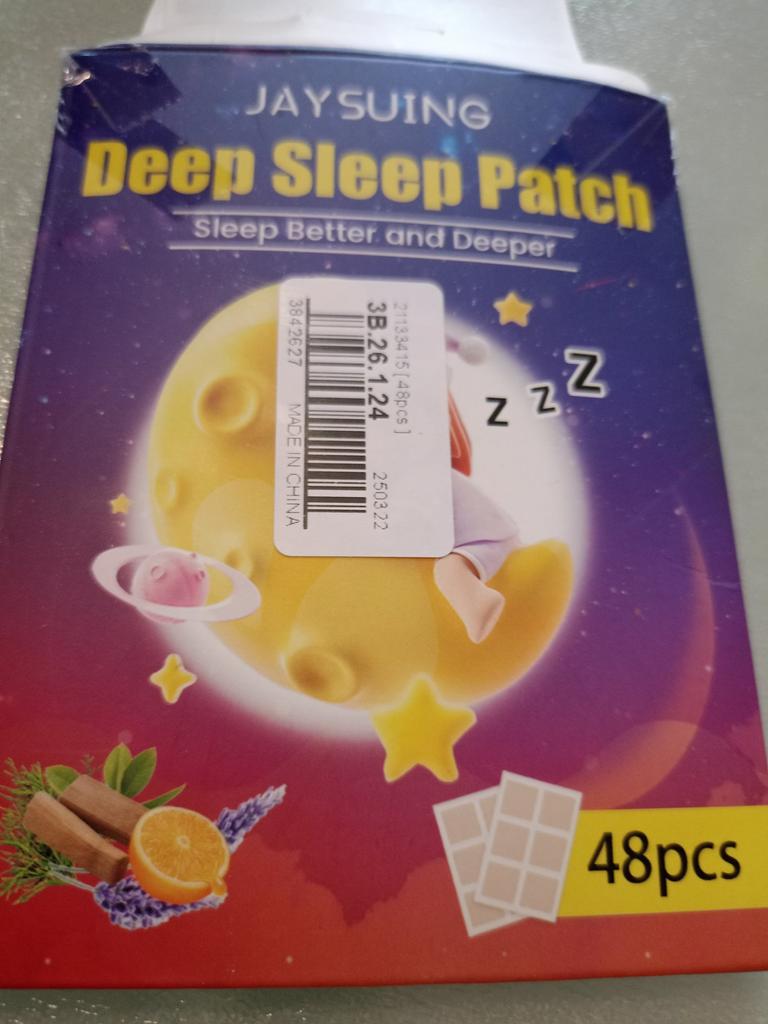 JAYSUING
Deep Sleep Patch
Sleep Better and Deeper
21133415 [ 48pcs ]
3B.26.1.24
250322
3842627 MADE IN CHINA
z z z
48pcs